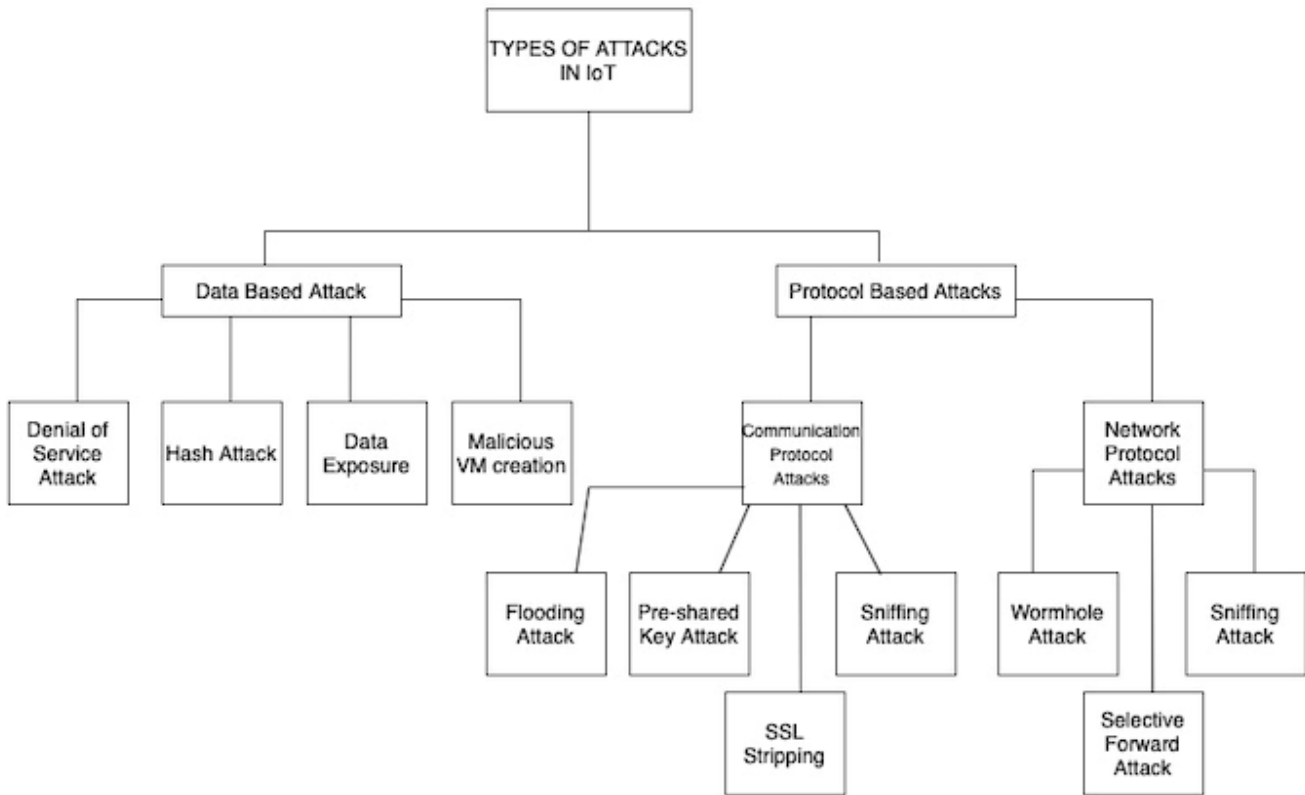 TYPES OF ATTACKS
IN IoT
Data Based Attack
Protocol Based Attacks
Denial of
Service
Attack
Hash Attack
Data
Exposure
Malicious
VM creation
Communication
Protocol
Attacks
Network
Protocol
Attacks
Flooding
Attack
Pre-shared
Key Attack
Sniffing
Attack
Wormhole
Attack
Sniffing
Attack
SSL
Stripping
Selective
Forward
Attack